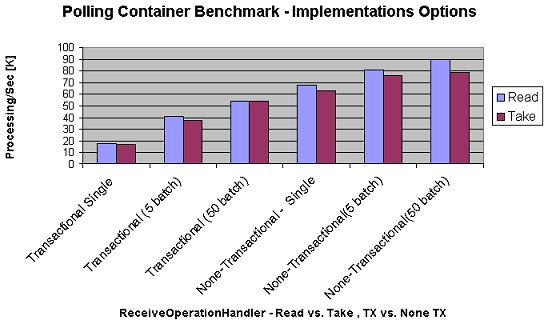 Polling Container Benchmark - Implementations Options
Processing/Sec [K]
100
90
80
70
60
50
40
30
20
10
0
Read
Take
Transactional Single
Transactional (5 batch)
Transactional (50 batch)
None-Transactional - Single
None-Transactional(5 batch)
None-Transactional(50 batch)
ReceiveOperationHandler - Read vs. Take , TX vs. None TX